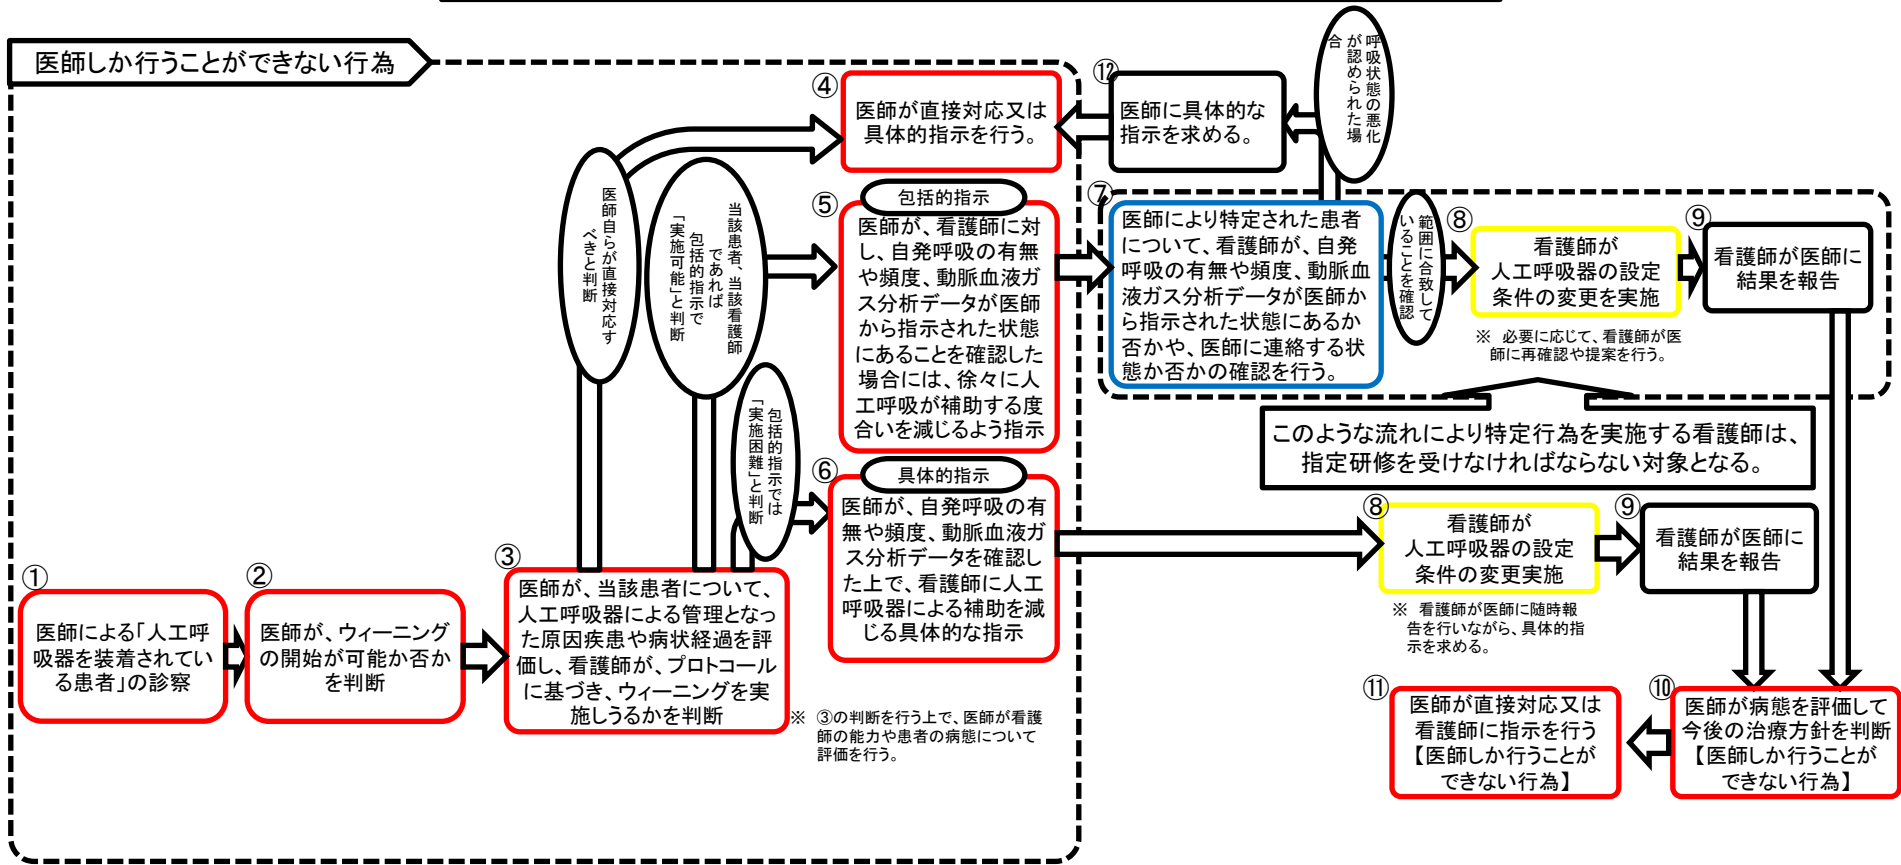 医師しか行うことができない行為
①
医師による「人工呼
吸器を装着されてい
る患者」の診察
②
医師が、ウィーニング
の開始が可能か否か
を判断
③
医師が、当該患者について、
人工呼吸器による管理となっ
た原因疾患や病状経過を評
価し、看護師が、プロトコール
に基づき、ウィーニングを実
施しうるかを判断
※ ③の判断を行う上で、医師が看護
師の能力や患者の病態について
評価を行う。
医師自らが直接対応す
べきと判断
当該患者、当該看護師
であれば
包括的指示で
「実施可能」と判断
包括的指示では
「実施困難」と判断
④
医師が直接対応又は
具体的指示を行う。
⑤
包括的指示
医師が、看護師に対
し、自発呼吸の有無
や頻度、動脈血液ガ
ス分析データが医師
から指示された状態
にあることを確認した
場合には、徐々に人
工呼吸が補助する度
合いを減じるよう指示
⑥
具体的指示
医師が、自発呼吸の有
無や頻度、動脈血液ガ
ス分析データを確認し
た上で、看護師に人工
呼吸器による補助を減
じる具体的な指示
⑫
医師に具体的な
指示を求める。
呼吸状態の悪化
が認められた場
合
⑦
医師により特定された患者
について、看護師が、自発
呼吸の有無や頻度、動脈血
液ガス分析データが医師か
ら指示された状態にあるか
否かや、医師に連絡する状
態か否かの確認を行う。
範囲に合致して
いることを確認
⑧
看護師が
人工呼吸器の設定
条件の変更を実施
※ 必要に応じて、看護師が医
師に再確認や提案を行う。
⑨
看護師が医師に
結果を報告
このような流れにより特定行為を実施する看護師は、
指定研修を受けなければならない対象となる。
⑧
看護師が
人工呼吸器の設定
条件の変更実施
※ 看護師が医師に随時報
告を行いながら、具体的指
示を求める。
⑨
看護師が医師に
結果を報告
⑩
医師が病態を評価して
今後の治療方針を判断
【医師しか行うことが
できない行為】
⑪
医師が直接対応又は
看護師に指示を行う
【医師しか行うことが
できない行為】